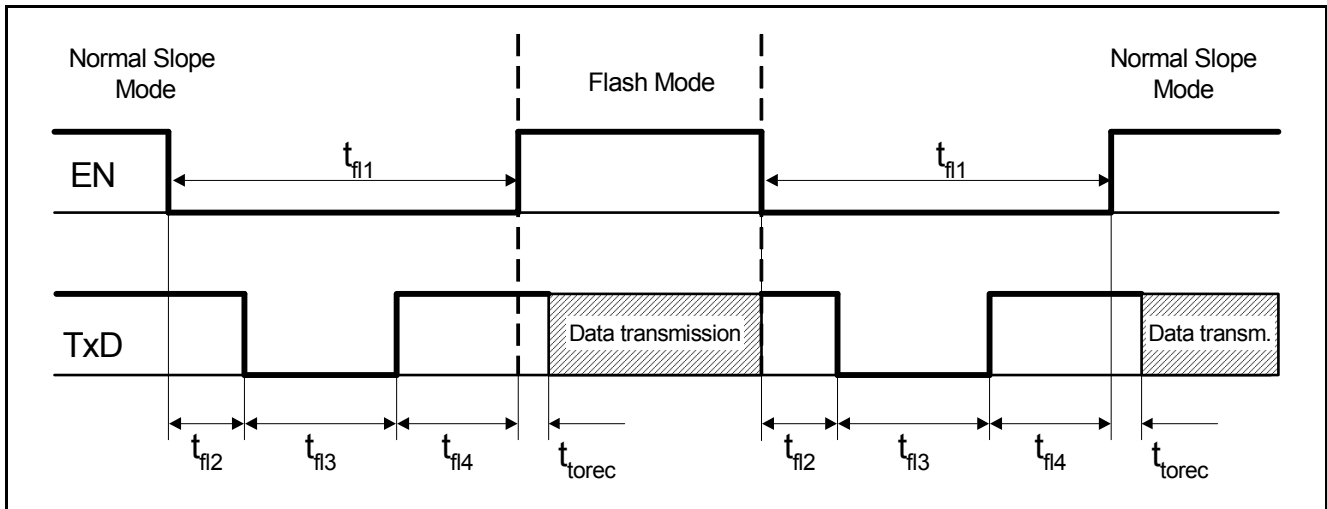 Normal Slope
Mode
Flash Mode
Normal Slope
Mode
EN
tfl1
tfl1
TxD
Data transmission
Data transm.
tfl2
tfl3
tfl4
ttorec
tfl2
tfl3
tfl4
ttorec